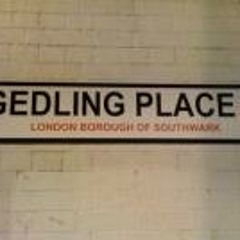 GEDLING PLACE
LONDON BOROUGH OF SOUTHWARK